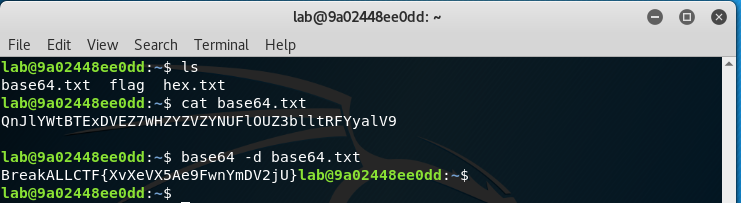 lab@9a02448ee0dd: ~
File Edit View Search Terminal Help
lab@9a02448ee0dd:~$ ls
base64.txt flag hex.txt
lab@9a02448ee0dd:~$ cat base64.txt
QnJlYWtBTExDVEZ7WHZYZVZYNUFlOUZ3blltRFYyalV9
lab@9a02448ee0dd:~$ base64 -d base64.txt
BreakALLCTF{XvXeVX5Ae9FwnYmDV2jU}lab@9a02448ee0dd:~$
lab@9a02448ee0dd:~$